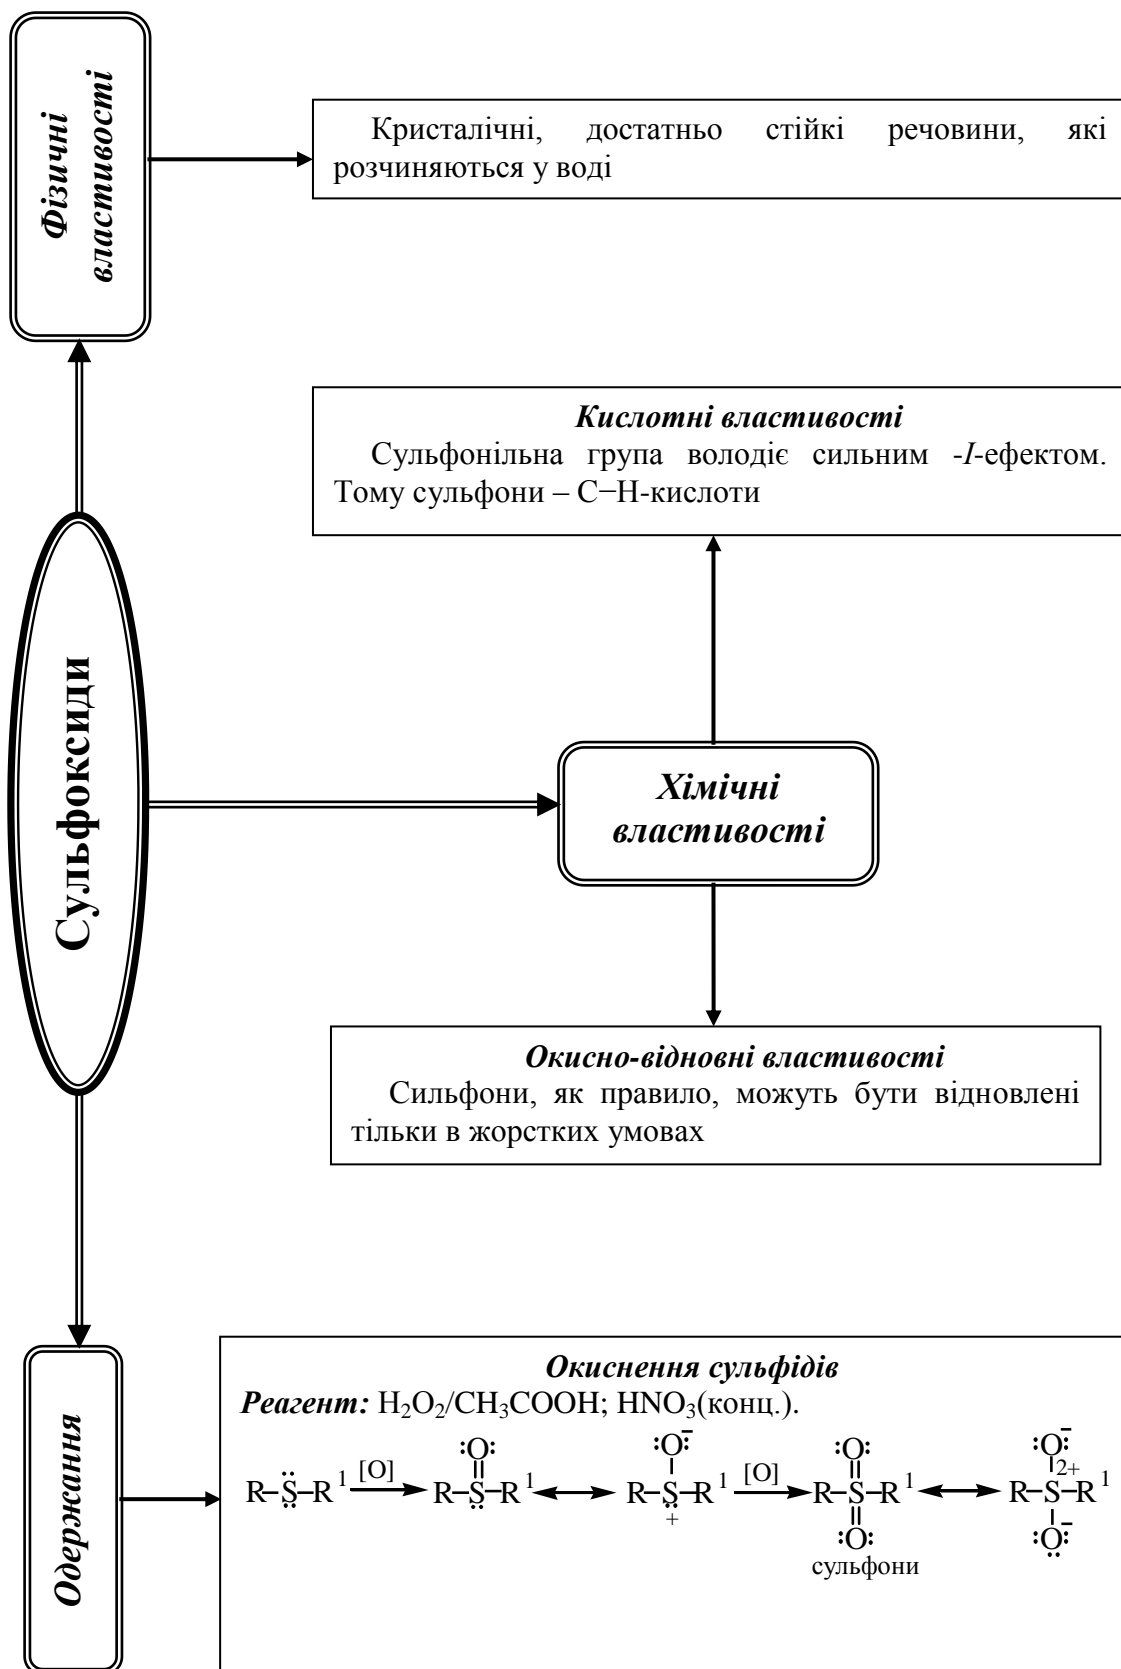 Фізичні
властивості
Кристалічні, достатньо стійкі речовини, які
розчиняються у воді
Кислотні властивості
Сульфонільна група володіє сильним -I-ефектом.
Тому сульфони – С−Н-кислоти
Сульфоксиди
Хімічні
властивості
Окисно-відновні властивості
Сильфони, як правило, можуть бути відновлені
тільки в жорстких умовах
Одержання
Окиснення сульфідів
Реагент: H₂O₂/CH₃COOH; HNO₃(конц.).
:O: :O:⁻ :O: :O:⁻
R–S̤̈–R¹ [O] R–S̤–R¹ R–S̤–R¹ [O] R–S–R¹ R–S–R¹ 2+
+ :O: :O:⁻
сульфони